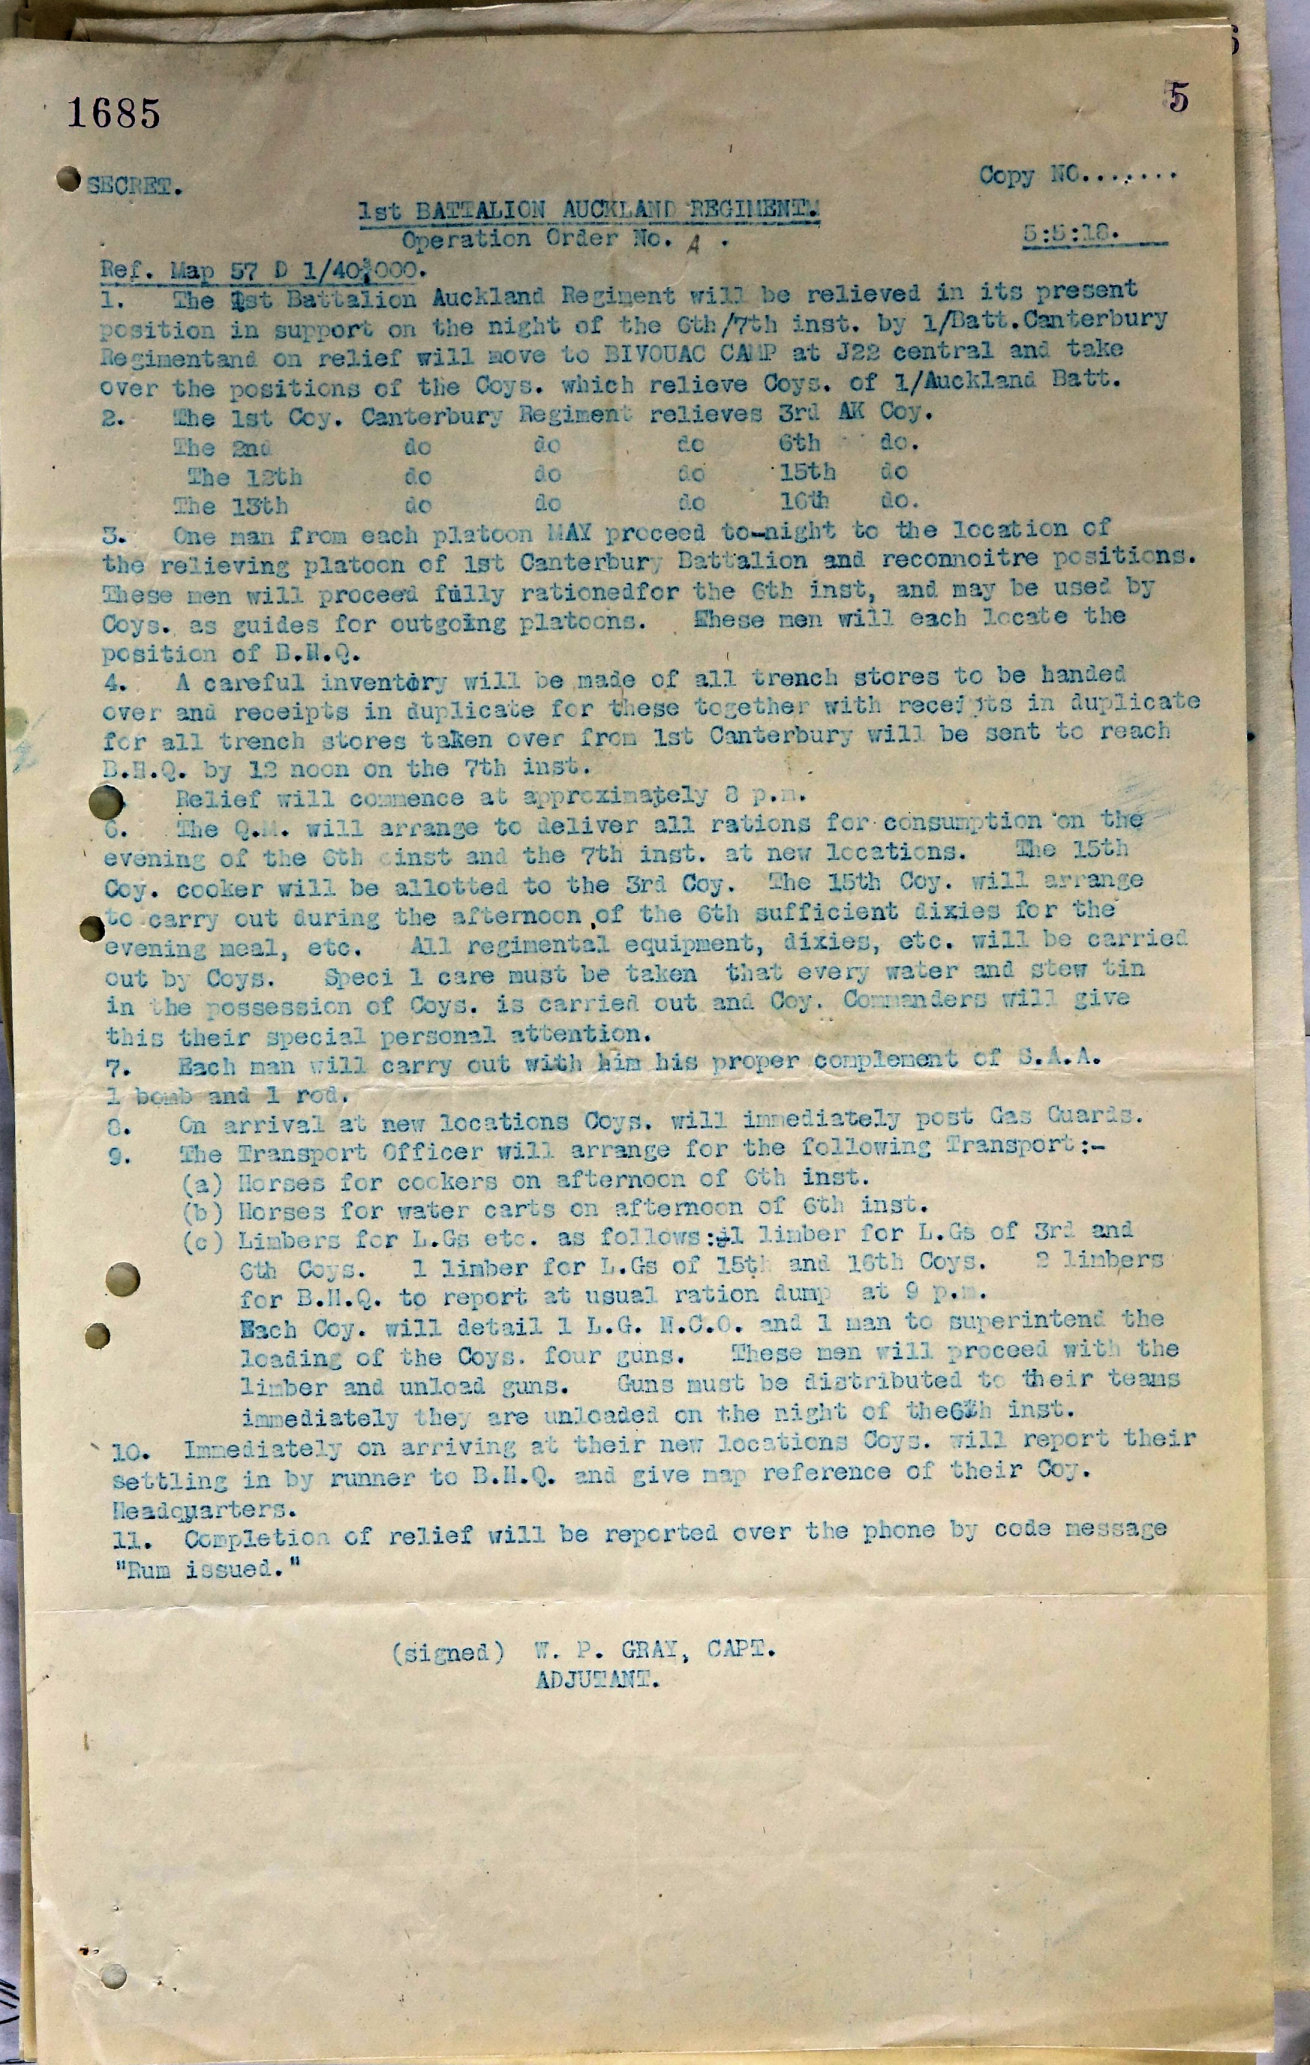 1685
5
SECRET.
Copy NO........
1st BATTALION AUCKLAND REGIMENT.
Operation Order No. A .
5:5:18.
Ref. Map 57 D 1/40,000.
1. The 1st Battalion Auckland Regiment will be relieved in its present
position in support on the night of the 6th/7th inst. by 1/Batt.Canterbury
Regimentand on relief will move to BIVOUAC CAMP at J22 central and take
over the positions of the Coys. which relieve Coys. of 1/Auckland Batt.
2. The 1st Coy. Canterbury Regiment relieves 3rd AK Coy.
The 2nd do do do 6th do.
The 12th do do do 15th do
The 13th do do do 16th do.
3. One man from each platoon MAY proceed to-night to the location of
the relieving platoon of 1st Canterbury Battalion and reconnoitre positions.
These men will proceed fully rationedfor the 6th inst, and may be used by
Coys. as guides for outgoing platoons. These men will each locate the
position of B.H.Q.
4. A careful inventory will be made of all trench stores to be handed
over and receipts in duplicate for these together with receipts in duplicate
for all trench stores taken over from 1st Canterbury will be sent to reach
B.H.Q. by 12 noon on the 7th inst.
Relief will commence at approximately 8 p.m.
6. The Q.M. will arrange to deliver all rations for consumption on the
evening of the 6th inst and the 7th inst. at new locations. The 15th
Coy. cooker will be allotted to the 3rd Coy. The 15th Coy. will arrange
to carry out during the afternoon of the 6th sufficient dixies for the
evening meal, etc. All regimental equipment, dixies, etc. will be carried
out by Coys. Speci l care must be taken that every water and stew tin
in the possession of Coys. is carried out and Coy. Commanders will give
this their special personal attention.
7. Each man will carry out with him his proper complement of S.A.A.
1 bomb and 1 rod.
8. On arrival at new locations Coys. will immediately post Gas Guards.
9. The Transport Officer will arrange for the following Transport:-
(a) Horses for cookers on afternoon of 6th inst.
(b) Horses for water carts on afternoon of 6th inst.
(c) Limbers for L.Gs etc. as follows:-1 limber for L.Gs of 3rd and
6th Coys. 1 limber for L.Gs of 15th and 16th Coys. 2 limbers
for B.H.Q. to report at usual ration dump at 9 p.m.
Each Coy. will detail 1 L.G. N.C.O. and 1 man to superintend the
loading of the Coys. four guns. These men will proceed with the
limber and unload guns. Guns must be distributed to their teams
immediately they are unloaded on the night of the6th inst.
10. Immediately on arriving at their new locations Coys. will report their
settling in by runner to B.H.Q. and give map reference of their Coy.
Headquarters.
11. Completion of relief will be reported over the phone by code message
"Rum issued."
(signed) W. P. GRAY, CAPT.
ADJUTANT.